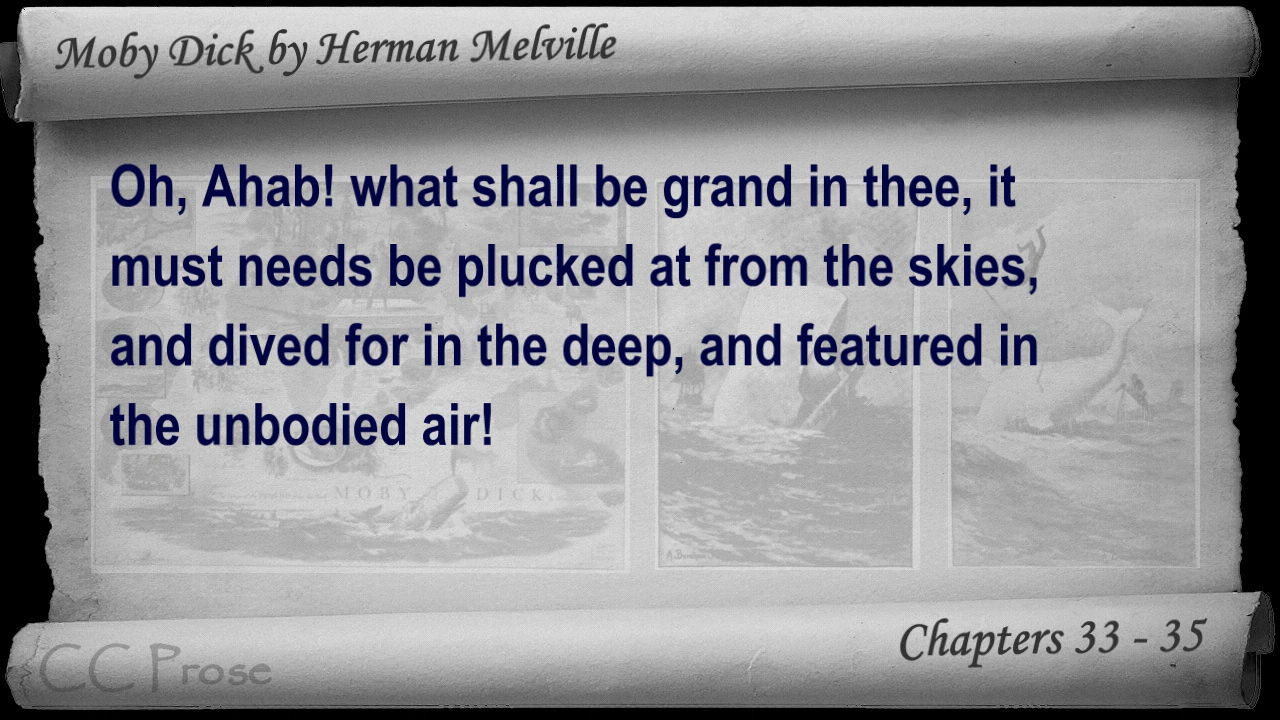 Moby Dick by Herman Melville
Oh, Ahab! what shall be grand in thee, it
must needs be plucked at from the skies,
and dived for in the deep, and featured in
the unbodied air!
MOBY DICK
Chapters 33 - 35
CC Prose